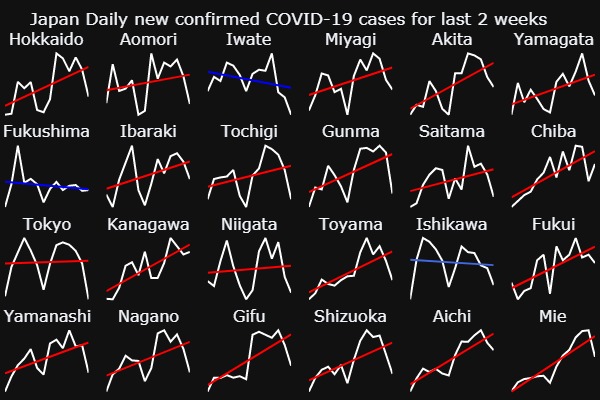 Japan Daily new confirmed COVID-19 cases for last 2 weeks
Hokkaido Aomori Iwate Miyagi Akita Yamagata
Fukushima Ibaraki Tochigi Gunma Saitama Chiba
Tokyo Kanagawa Niigata Toyama Ishikawa Fukui
Yamanashi Nagano Gifu Shizuoka Aichi Mie